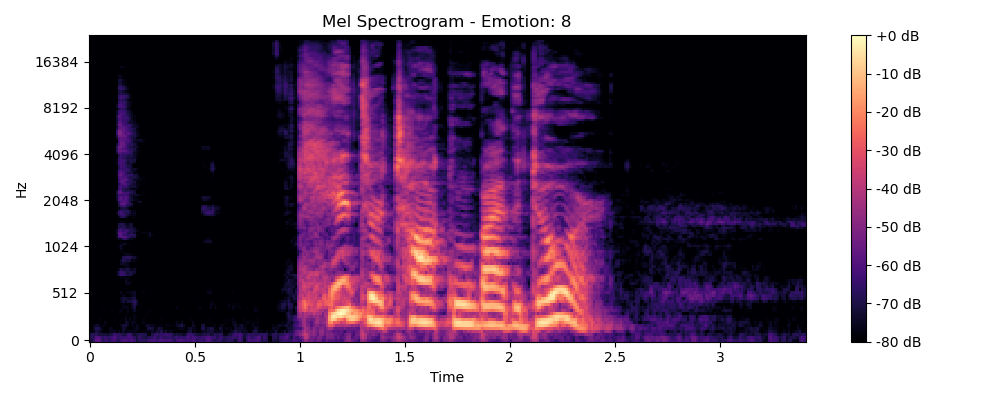 Mel Spectrogram - Emotion: 8
Hz
16384
8192
4096
2048
1024
512
0
0 0.5 1 1.5 2 2.5 3
Time
+0 dB
-10 dB
-20 dB
-30 dB
-40 dB
-50 dB
-60 dB
-70 dB
-80 dB